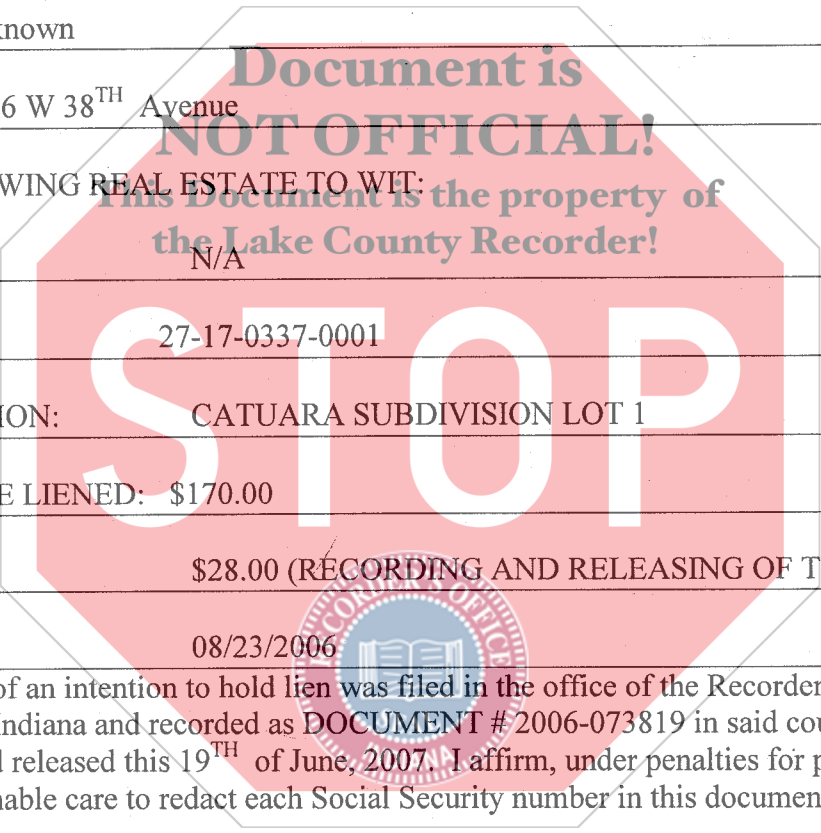 known
Document is
6 W 38TH Avenue
NOT OFFICIAL!
WING REAL ESTATE TO WIT:
This Document is the property of
the Lake County Recorder!
N/A
27-17-0337-0001
STOP
ION: CATUARA SUBDIVISION LOT 1
E LIENED: $170.00
$28.00 (RECORDING AND RELEASING OF T
RECORDER'S OFFICE
08/23/2006
of an intention to hold lien was filed in the office of the Recorder
Indiana and recorded as DOCUMENT # 2006-073819 in said cou
d released this 19TH of June, 2007. I affirm, under penalties for p
nable care to redact each Social Security number in this documen